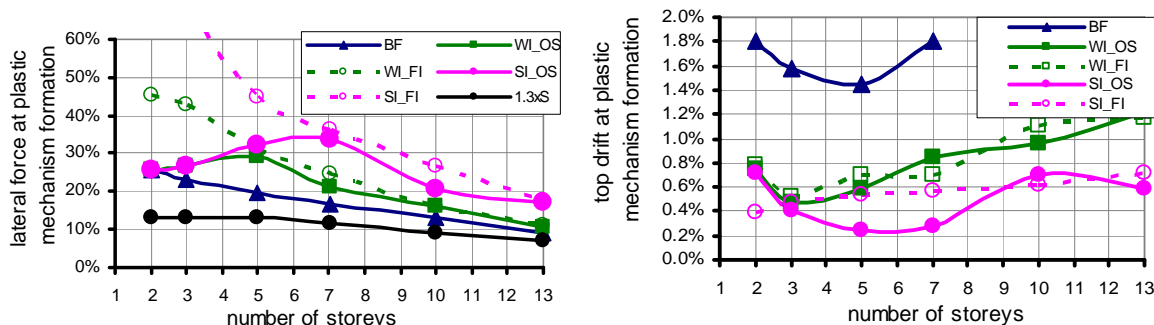 lateral force at plastic
mechanism formation
60%
50%
40%
30%
20%
10%
0%
BF
WI_OS
WI_FI
SI_OS
SI_FI
1.3xS
1 2 3 4 5 6 7 8 9 10 11 12 13
number of storeys
top drift at plastic
mechanism formation
2.0%
1.8%
1.6%
1.4%
1.2%
1.0%
0.8%
0.6%
0.4%
0.2%
0.0%
BF
WI_OS
WI_FI
SI_OS
SI_FI
1 2 3 4 5 6 7 8 9 10 11 12 13
number of storeys